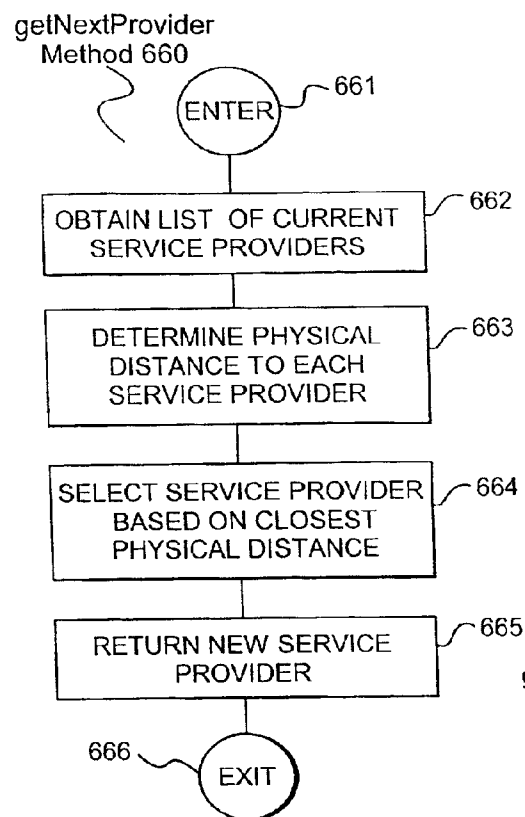 getNextProvider
Method 660
ENTER
661
OBTAIN LIST OF CURRENT
SERVICE PROVIDERS
662
DETERMINE PHYSICAL
DISTANCE TO EACH
SERVICE PROVIDER
663
SELECT SERVICE PROVIDER
BASED ON CLOSEST
PHYSICAL DISTANCE
664
RETURN NEW SERVICE
PROVIDER
665
666
EXIT